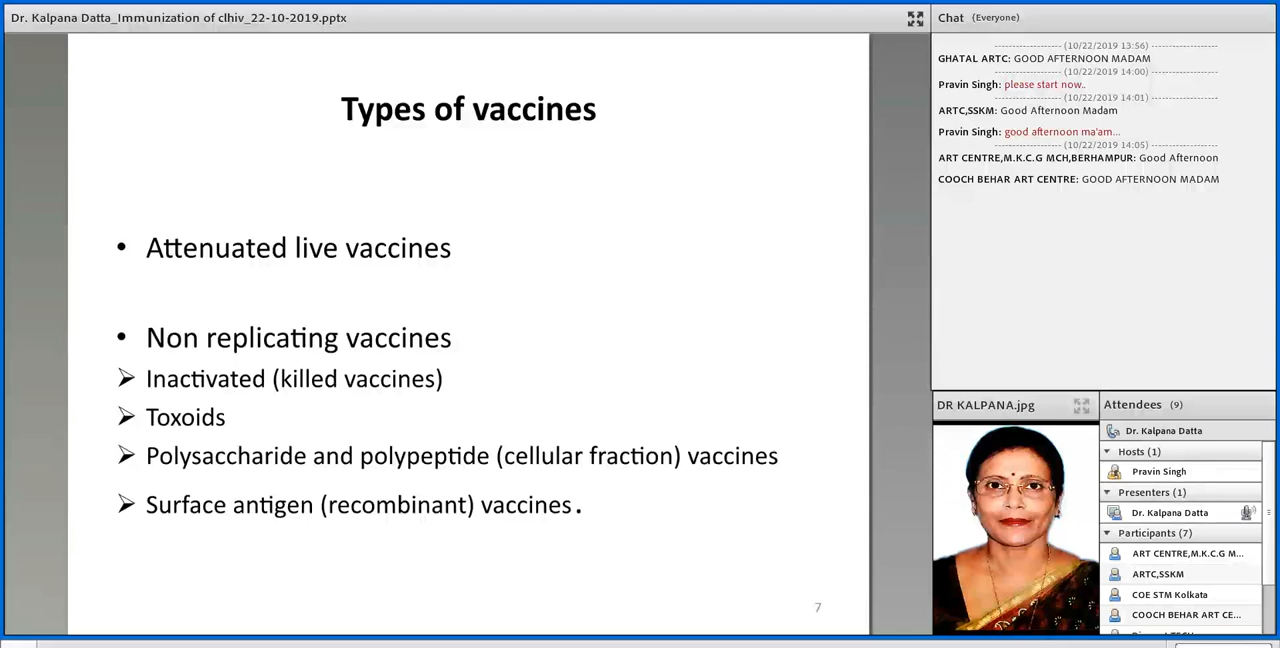 Dr. Kalpana Datta_Immunization of clhiv_22-10-2019.pptx
Types of vaccines
• Attenuated live vaccines
• Non replicating vaccines
➢ Inactivated (killed vaccines)
➢ Toxoids
➢ Polysaccharide and polypeptide (cellular fraction) vaccines
➢ Surface antigen (recombinant) vaccines.
7
Chat (Everyone)
------------------- (10/22/2019 13:56) -------------------
GHATAL ARTC: GOOD AFTERNOON MADAM
------------------- (10/22/2019 14:00) -------------------
Pravin Singh: please start now..
------------------- (10/22/2019 14:01) -------------------
ARTC,SSKM: Good Afternoon Madam
Pravin Singh: good afternoon ma'am...
------------------- (10/22/2019 14:05) -------------------
ART CENTRE,M.K.C.G MCH,BERHAMPUR: Good Afternoon
COOCH BEHAR ART CENTRE: GOOD AFTERNOON MADAM
DR KALPANA.jpg
Attendees (9)
Dr. Kalpana Datta
Hosts (1)
Pravin Singh
Presenters (1)
Dr. Kalpana Datta
Participants (7)
ART CENTRE,M.K.C.G M...
ARTC,SSKM
COE STM Kolkata
COOCH BEHAR ART CE...